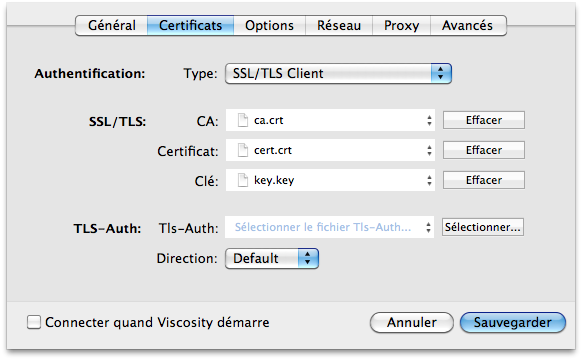 Général Certificats Options Réseau Proxy Avancés
Authentification: Type: SSL/TLS Client
SSL/TLS: CA: ca.crt Effacer
Certificat: cert.crt Effacer
Clé: key.key Effacer
TLS-Auth: Tls-Auth: Sélectionner le fichier Tls-Auth... Sélectionner...
Direction: Default
Connecter quand Viscosity démarre Annuler Sauvegarder